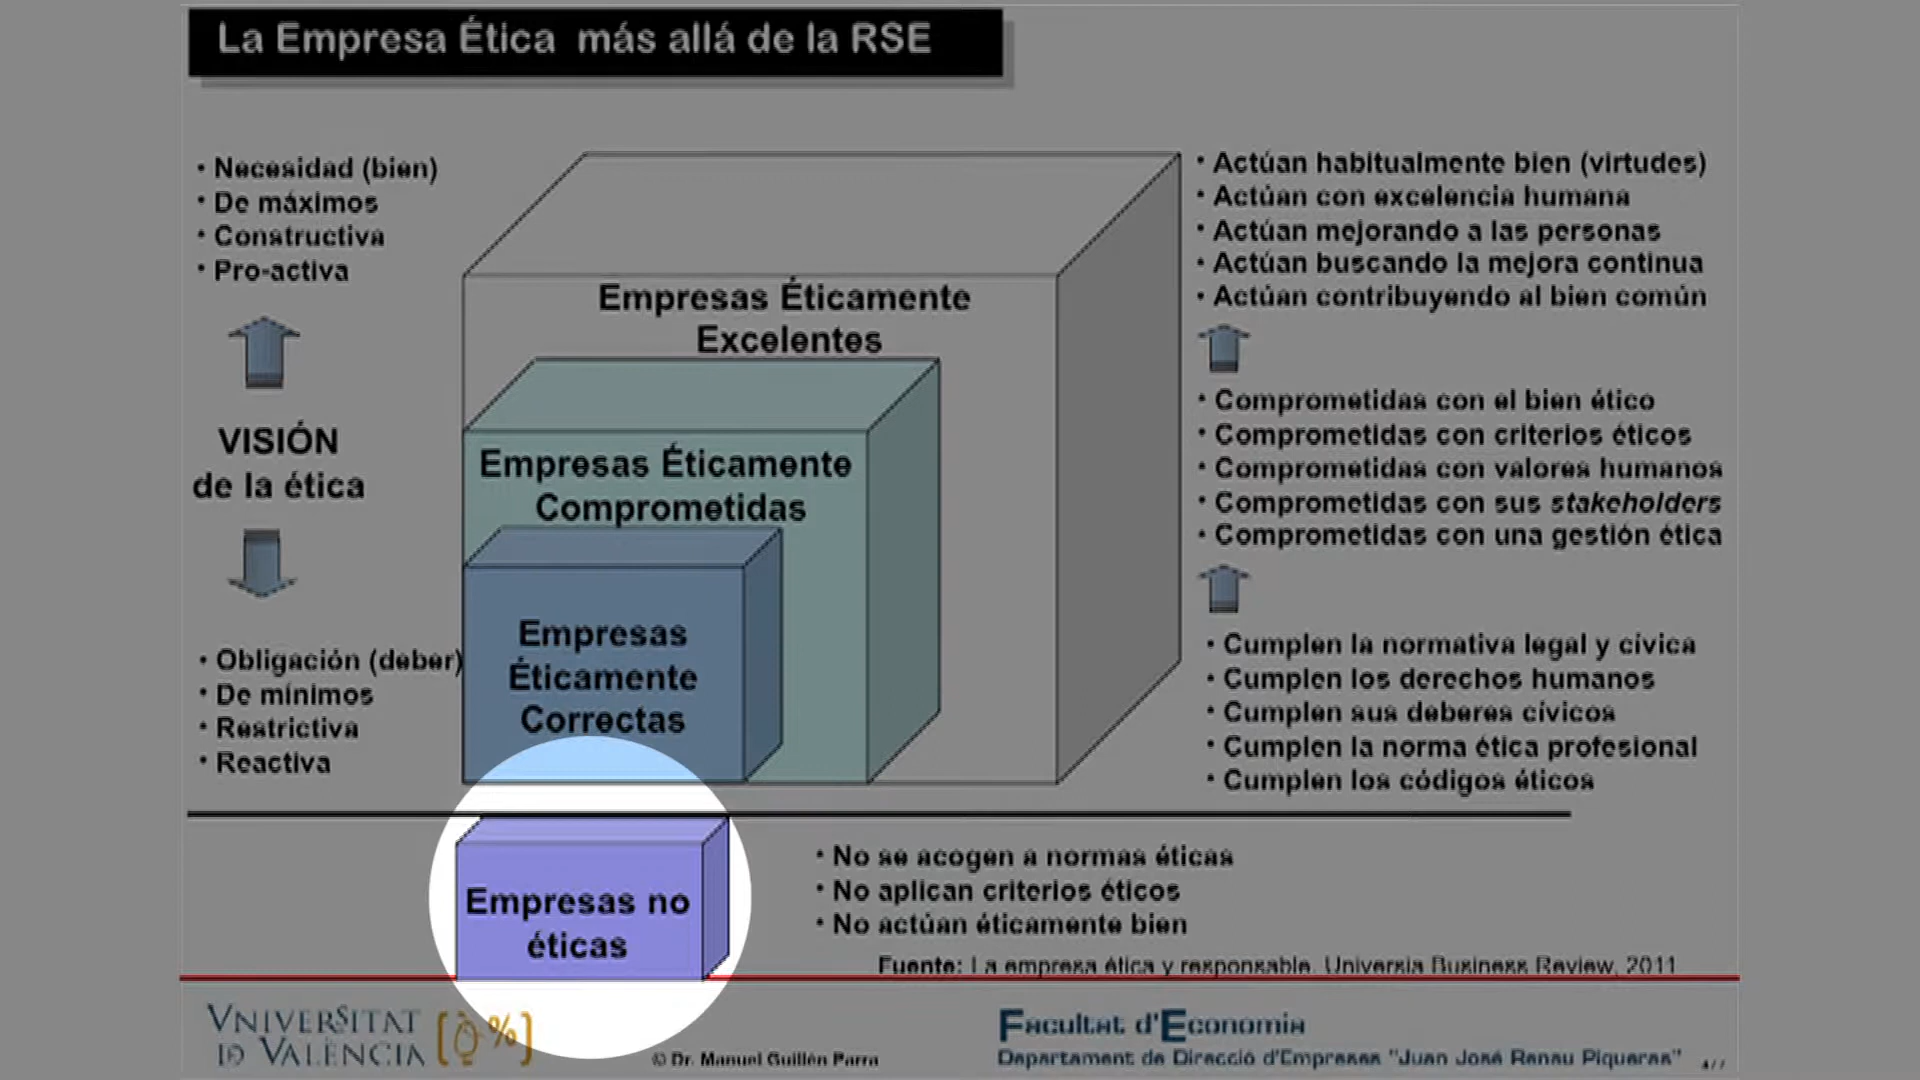 La Empresa Ética más allá de la RSE
• Necesidad (bien)
• De máximos
• Constructiva
• Pro-activa
VISIÓN
de la ética
• Obligación (deber)
• De mínimos
• Restrictiva
• Reactiva
Empresas Éticamente
Excelentes
Empresas Éticamente
Comprometidas
Empresas
Éticamente
Correctas
Empresas no
éticas
• Actúan habitualmente bien (virtudes)
• Actúan con excelencia humana
• Actúan mejorando a las personas
• Actúan buscando la mejora continua
• Actúan contribuyendo al bien común
• Comprometidas con el bien ético
• Comprometidas con criterios éticos
• Comprometidas con valores humanos
• Comprometidas con sus stakeholders
• Comprometidas con una gestión ética
• Cumplen la normativa legal y cívica
• Cumplen los derechos humanos
• Cumplen sus deberes cívicos
• Cumplen la norma ética profesional
• Cumplen los códigos éticos
• No se acogen a normas éticas
• No aplican criterios éticos
• No actúan éticamente bien
Fuente: La empresa ética y responsable. Universia Business Review, 2011
VNIVERSITAT
ID VALÈNCIA
© Dr. Manuel Guillén Parra
Facultat d'Economia
Departament de Direcció d'Empreses "Juan José Renau Piqueras"